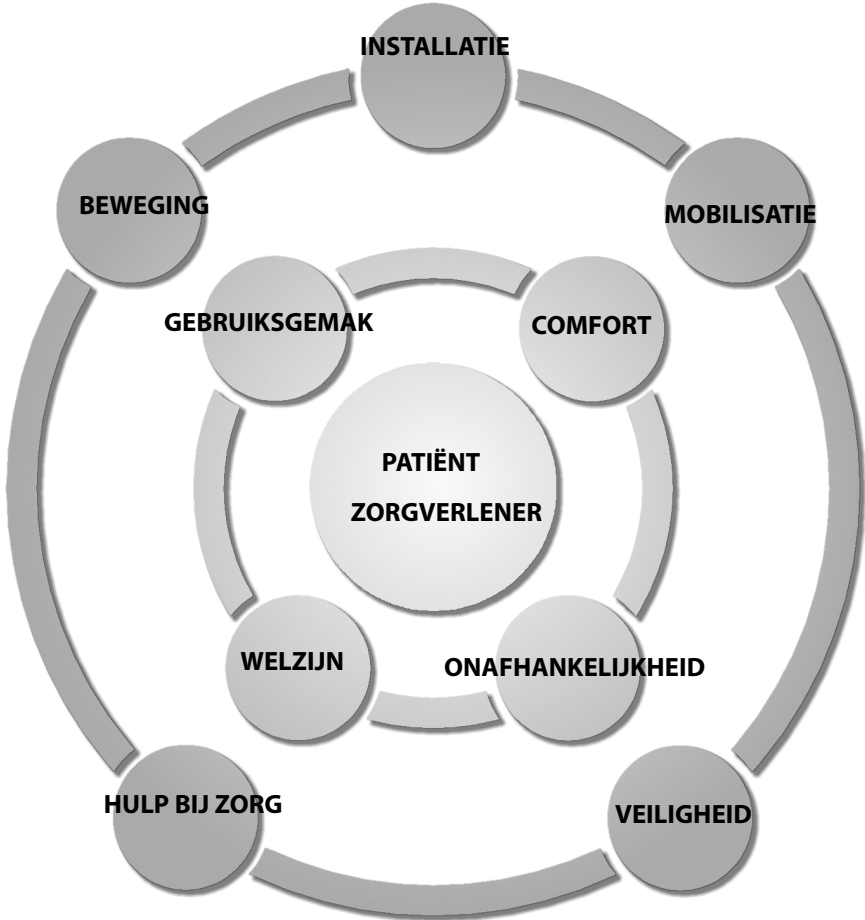 INSTALLATIE
BEWEGING
MOBILISATIE
GEBRUIKSGEMAK
COMFORT
PATIËNT
ZORGVERLENER
WELZIJN
ONAFHANKELIJKHEID
HULP BIJ ZORG
VEILIGHEID